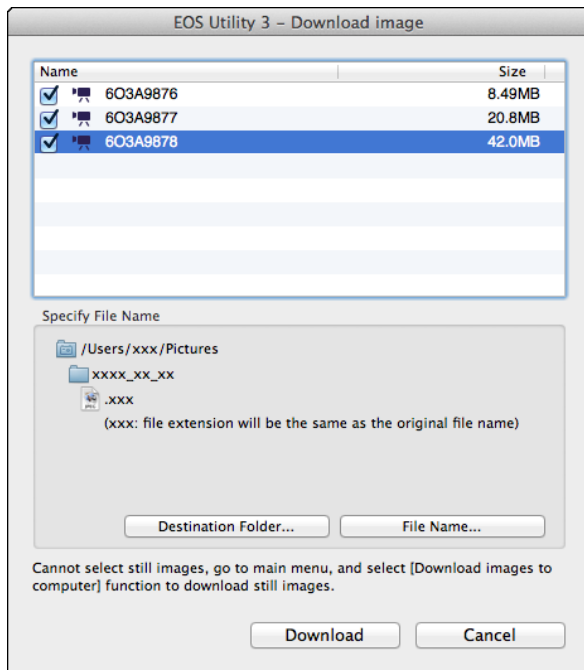 EOS Utility 3 – Download image
Name Size
6O3A9876 8.49MB
6O3A9877 20.8MB
6O3A9878 42.0MB
Specify File Name
/Users/xxx/Pictures
xxxx_xx_xx
.xxx
(xxx: file extension will be the same as the original file name)
Destination Folder... File Name...
Cannot select still images, go to main menu, and select [Download images to
computer] function to download still images.
Download Cancel